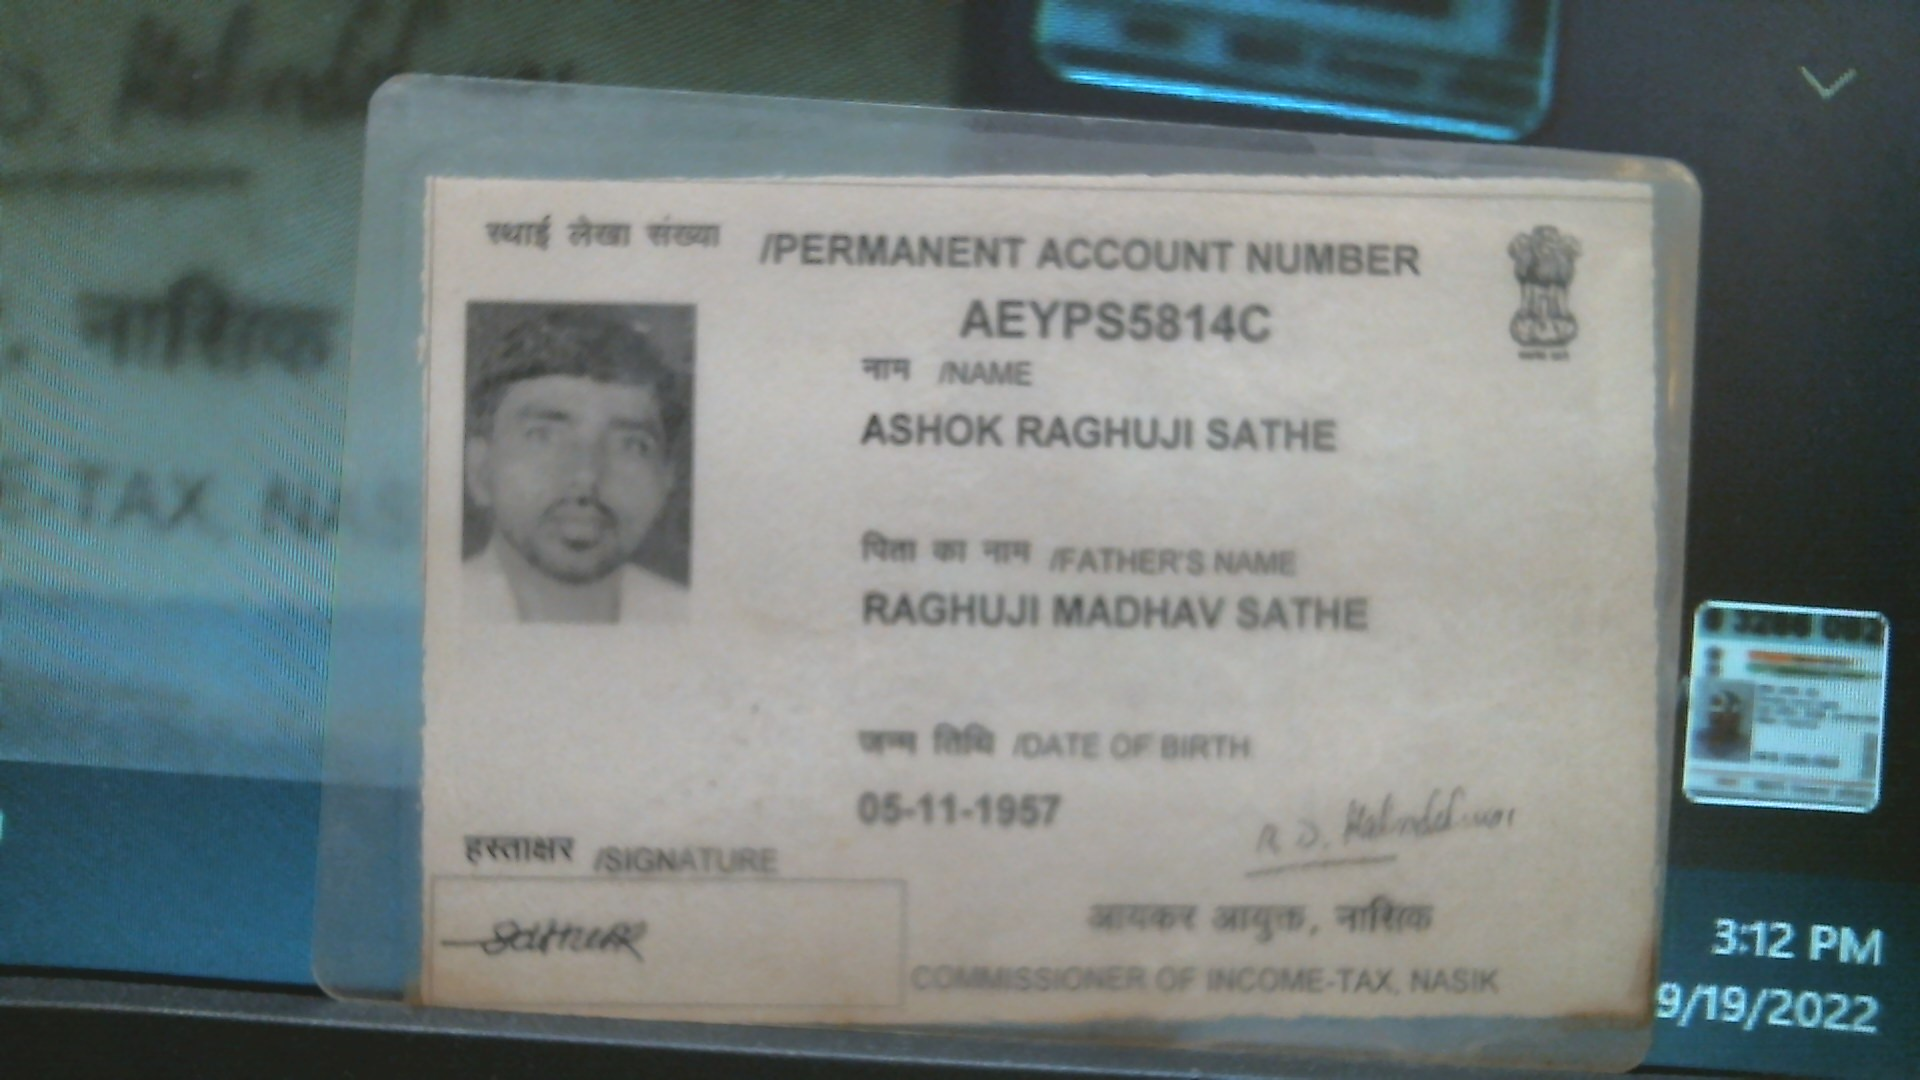 स्थाई लेखा संख्या /PERMANENT ACCOUNT NUMBER
AEYPS5814C
नाम /NAME
ASHOK RAGHUJI SATHE
पिता का नाम /FATHER'S NAME
RAGHUJI MADHAV SATHE
जन्म तिथि /DATE OF BIRTH
05-11-1957
हस्ताक्षर /SIGNATURE
आयकर आयुक्त, नासिक
COMMISSIONER OF INCOME-TAX, NASIK
नासिक
TAX,
3:12 PM
9/19/2022